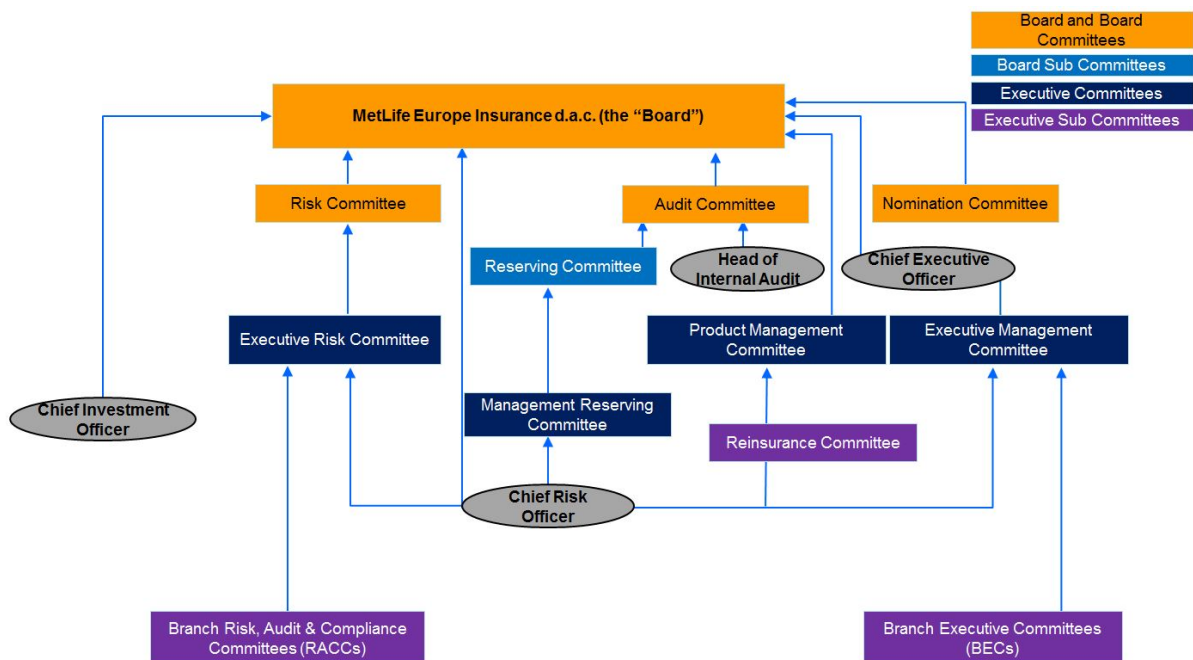 Board and Board
Committees
Board Sub Committees
Executive Committees
Executive Sub Committees
MetLife Europe Insurance d.a.c. (the “Board”)
Risk Committee
Audit Committee
Nomination Committee
Reserving Committee
Head of
Internal Audit
Chief Executive
Officer
Executive Risk Committee
Product Management
Committee
Executive Management
Committee
Chief Investment
Officer
Management Reserving
Committee
Reinsurance Committee
Chief Risk
Officer
Branch Risk, Audit & Compliance
Committees (RACCs)
Branch Executive Committees
(BECs)